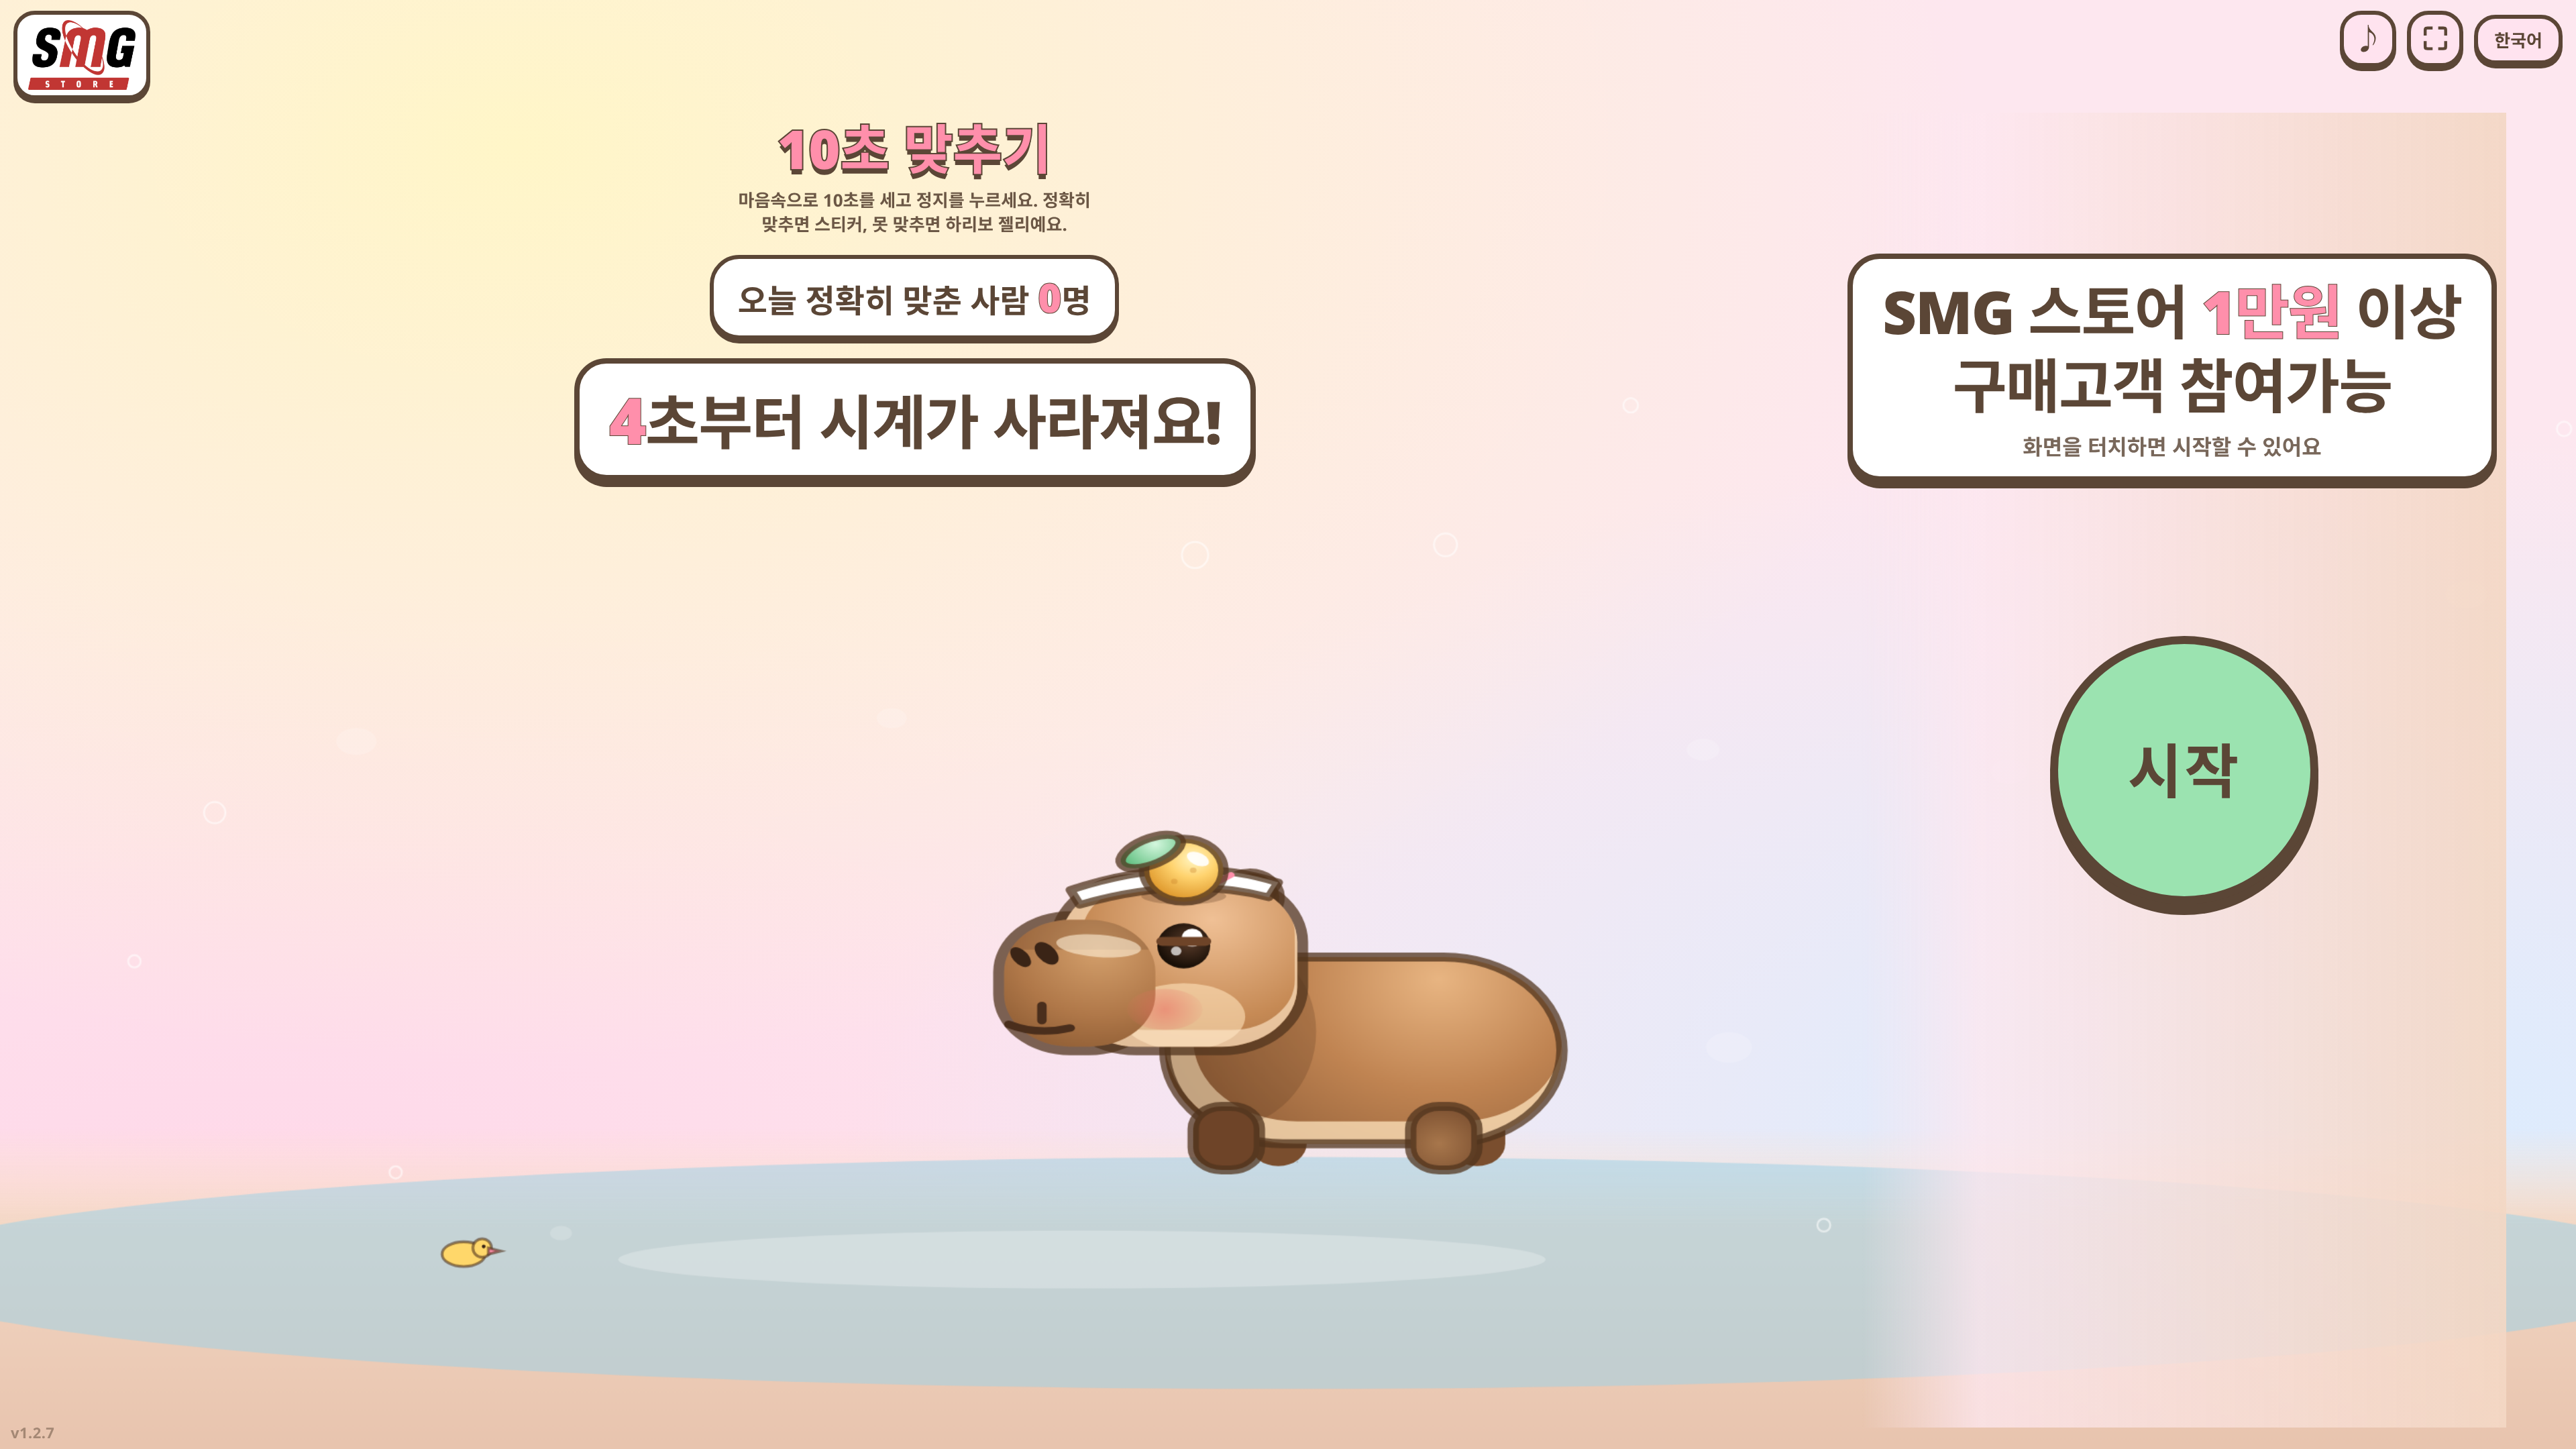 SMG
STORE
한국어
10초 맞추기
마음속으로 10초를 세고 정지를 누르세요. 정확히
맞추면 스티커, 못 맞추면 하리보 젤리예요.
오늘 정확히 맞춘 사람 0명
4초부터 시계가 사라져요!
SMG 스토어 1만원 이상
구매고객 참여가능
화면을 터치하면 시작할 수 있어요
시작
v1.2.7